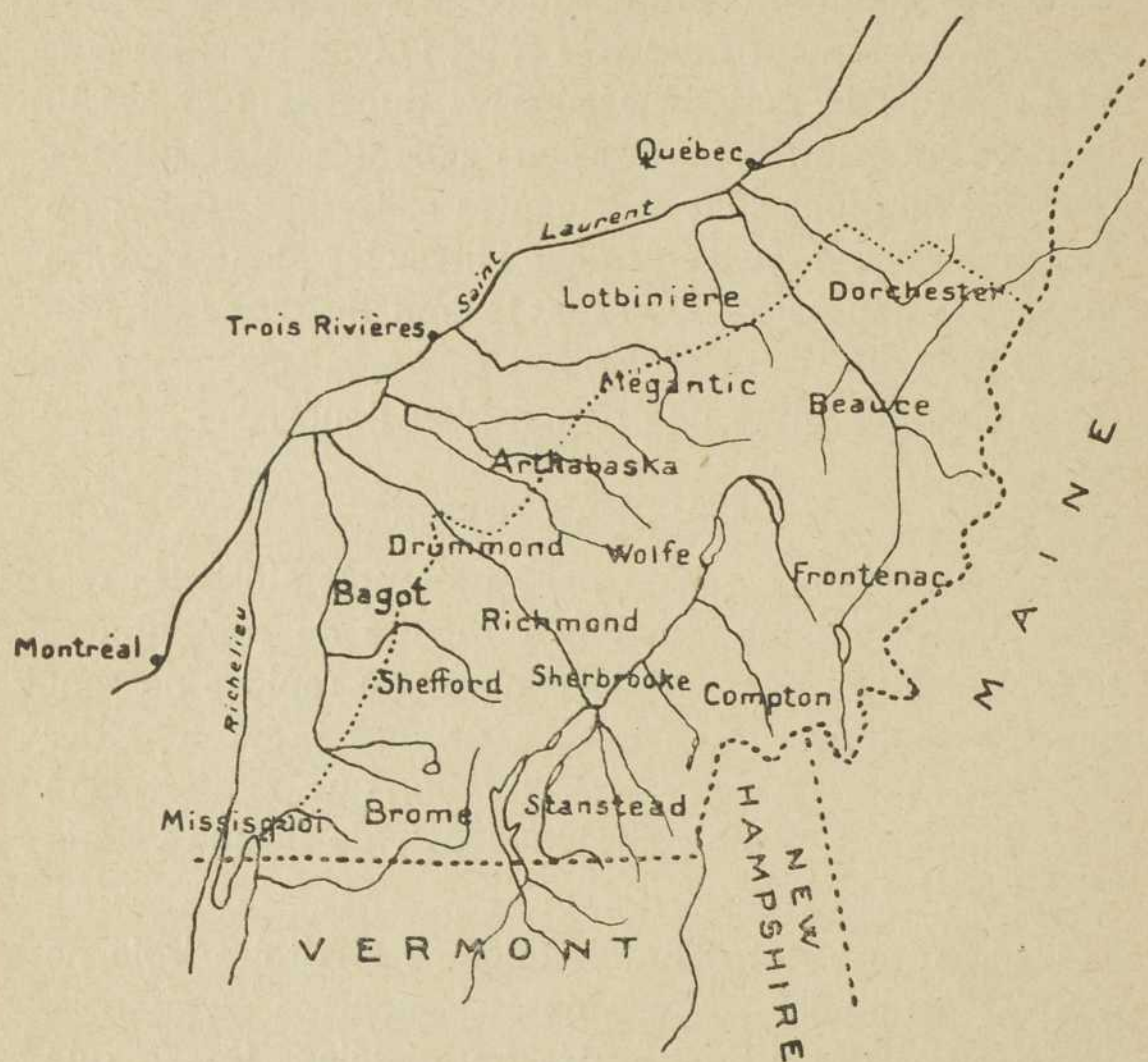 Québec
Saint Laurent
Lotbinière
Dorchester
Trois Rivières
Mégantic
Beauce
Arthabaska
MAINE
Drummond
Wolfe
Frontenac
Bagot
Richmond
Montréal
Richelieu
Shefford
Sherbrooke
Compton
Missisquoi
Brome
Stanstead
NEW
HAMPSHIRE
VERMONT